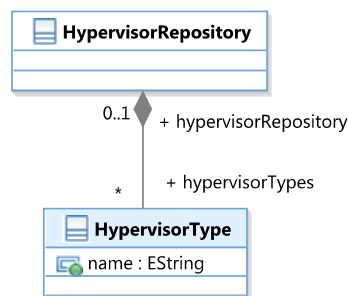 HypervisorRepository
0..1
+ hypervisorRepository
+ hypervisorTypes
*
HypervisorType
name : EString